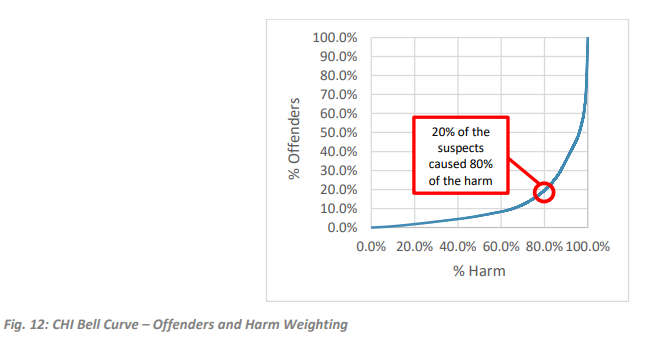 100.0%
90.0%
80.0%
70.0%
60.0%
50.0%
40.0%
30.0%
20.0%
10.0%
0.0%
% Offenders
20% of the
suspects
caused 80%
of the harm
0.0% 20.0% 40.0% 60.0% 80.0% 100.0%
% Harm
Fig. 12: CHI Bell Curve – Offenders and Harm Weighting